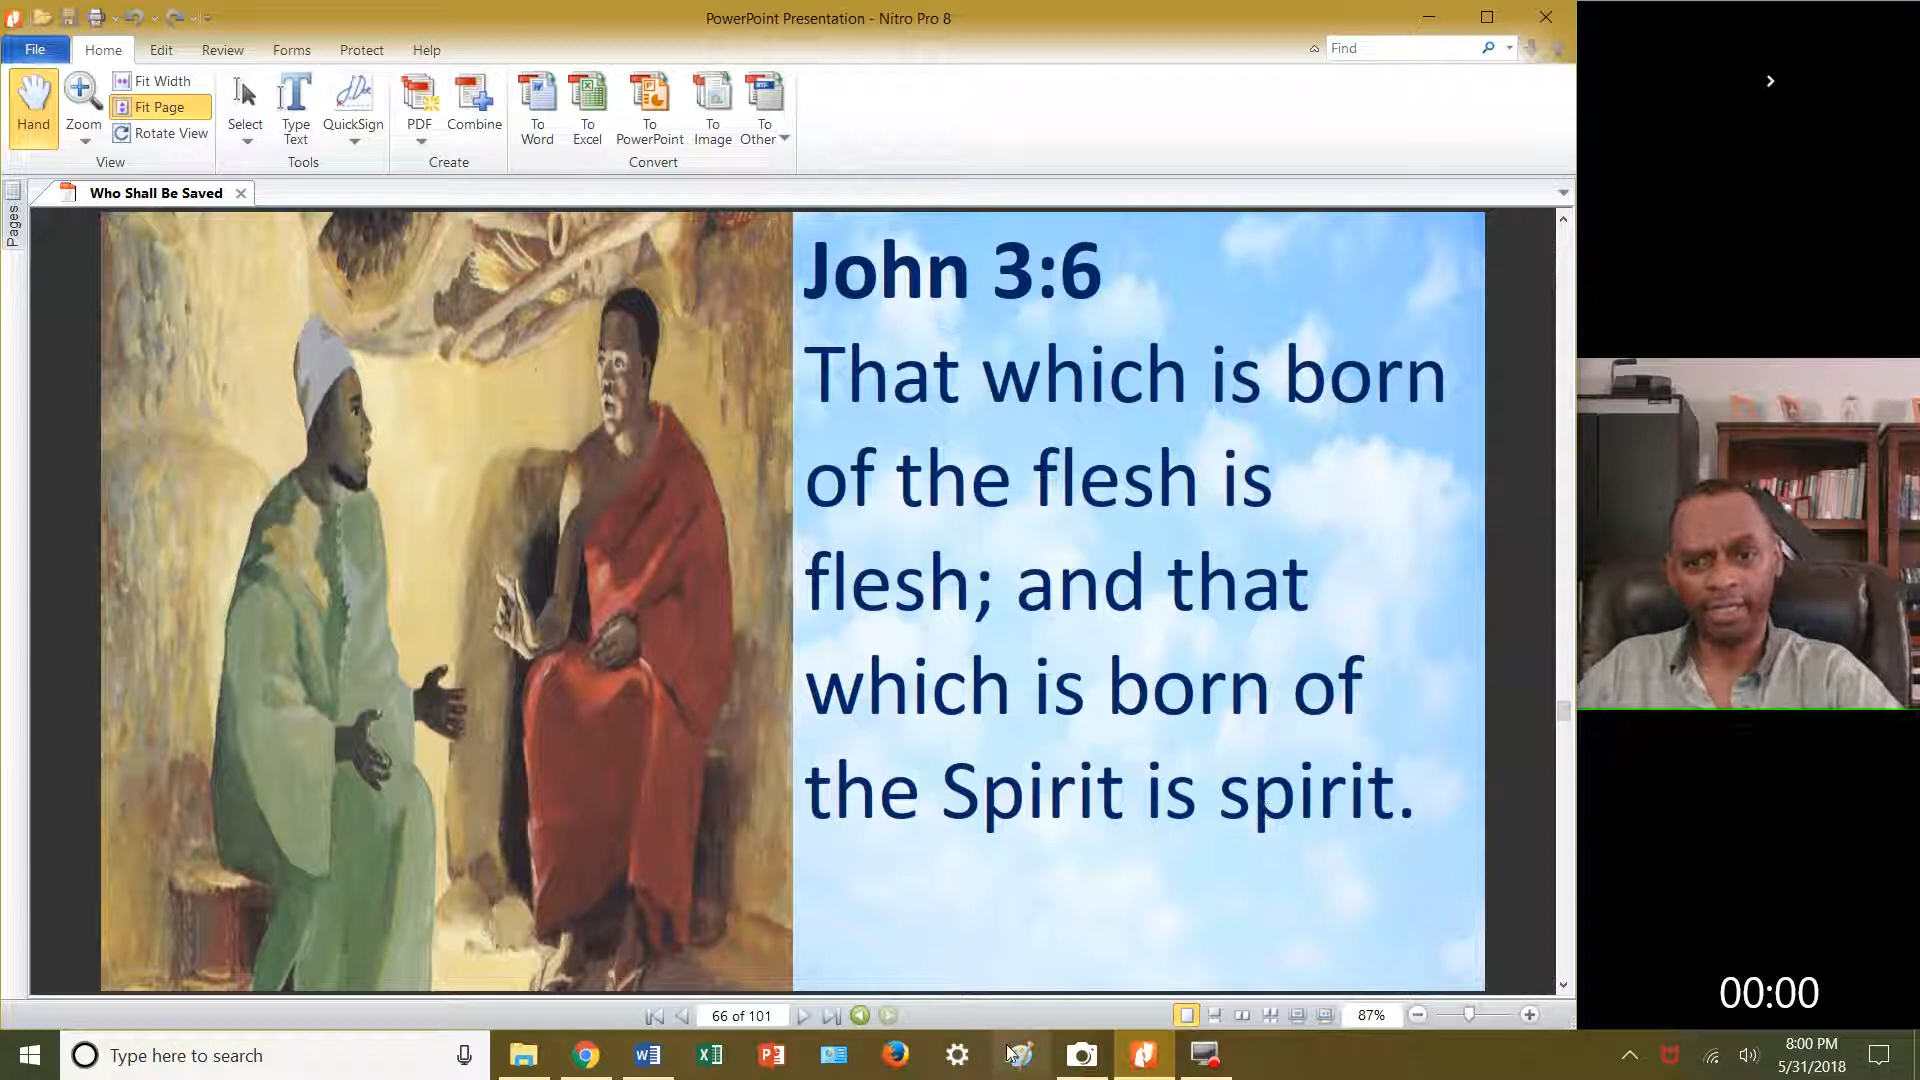 PowerPoint Presentation - Nitro Pro 8
File Home Edit Review Forms Protect Help
Find
Hand
Zoom
Fit Width
Fit Page
Rotate View
View
Select
Type Text
QuickSign
Tools
PDF
Combine
Create
To Word
To Excel
To PowerPoint
To Image
To Other
Convert
Pages
Who Shall Be Saved
John 3:6
That which is born
of the flesh is
flesh; and that
which is born of
the Spirit is spirit.
00:00
66 of 101
87%
Type here to search
8:00 PM
5/31/2018